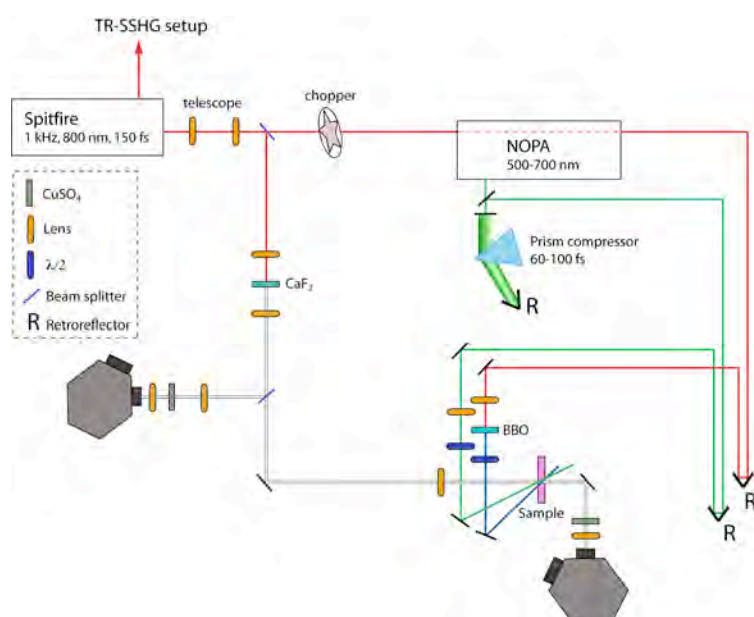 TR-SSHG setup
telescope
chopper
Spitfire
1 kHz, 800 nm, 150 fs
NOPA
500-700 nm
CuSO₄
Lens
λ/2
Beam splitter
R Retroreflector
CaF₂
Prism compressor
60-100 fs
R
BBO
Sample
R
R